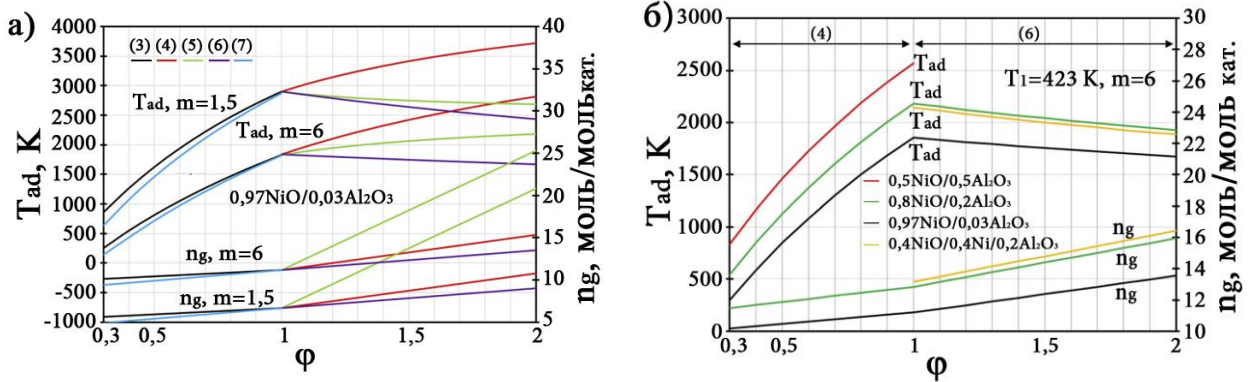 а)
(3) (4) (5) (6) (7)
Tad, m=1,5
Tad, m=6
0,97NiO/0,03Al₂O₃
ng, m=6
ng, m=1,5
Tad, K
4000
3500
3000
2500
2000
1500
1000
500
0
-500
-1000
40
35
30
25
20
15
10
5
ng, моль/молькат.
0,3 0,5 1 1,5 2
φ
б)
(4) (6)
T1=423 K, m=6
Tad
Tad
Tad
Tad
0,5NiO/0,5Al₂O₃
0,8NiO/0,2Al₂O₃
0,97NiO/0,03Al₂O₃
0,4NiO/0,4Ni/0,2Al₂O₃
ng
ng
ng
Tad, K
3000
2500
2000
1500
1000
500
0
30
28
26
24
22
20
18
16
14
12
10
ng, моль/моль кат.
0,3 0,5 1 1,5 2
φ